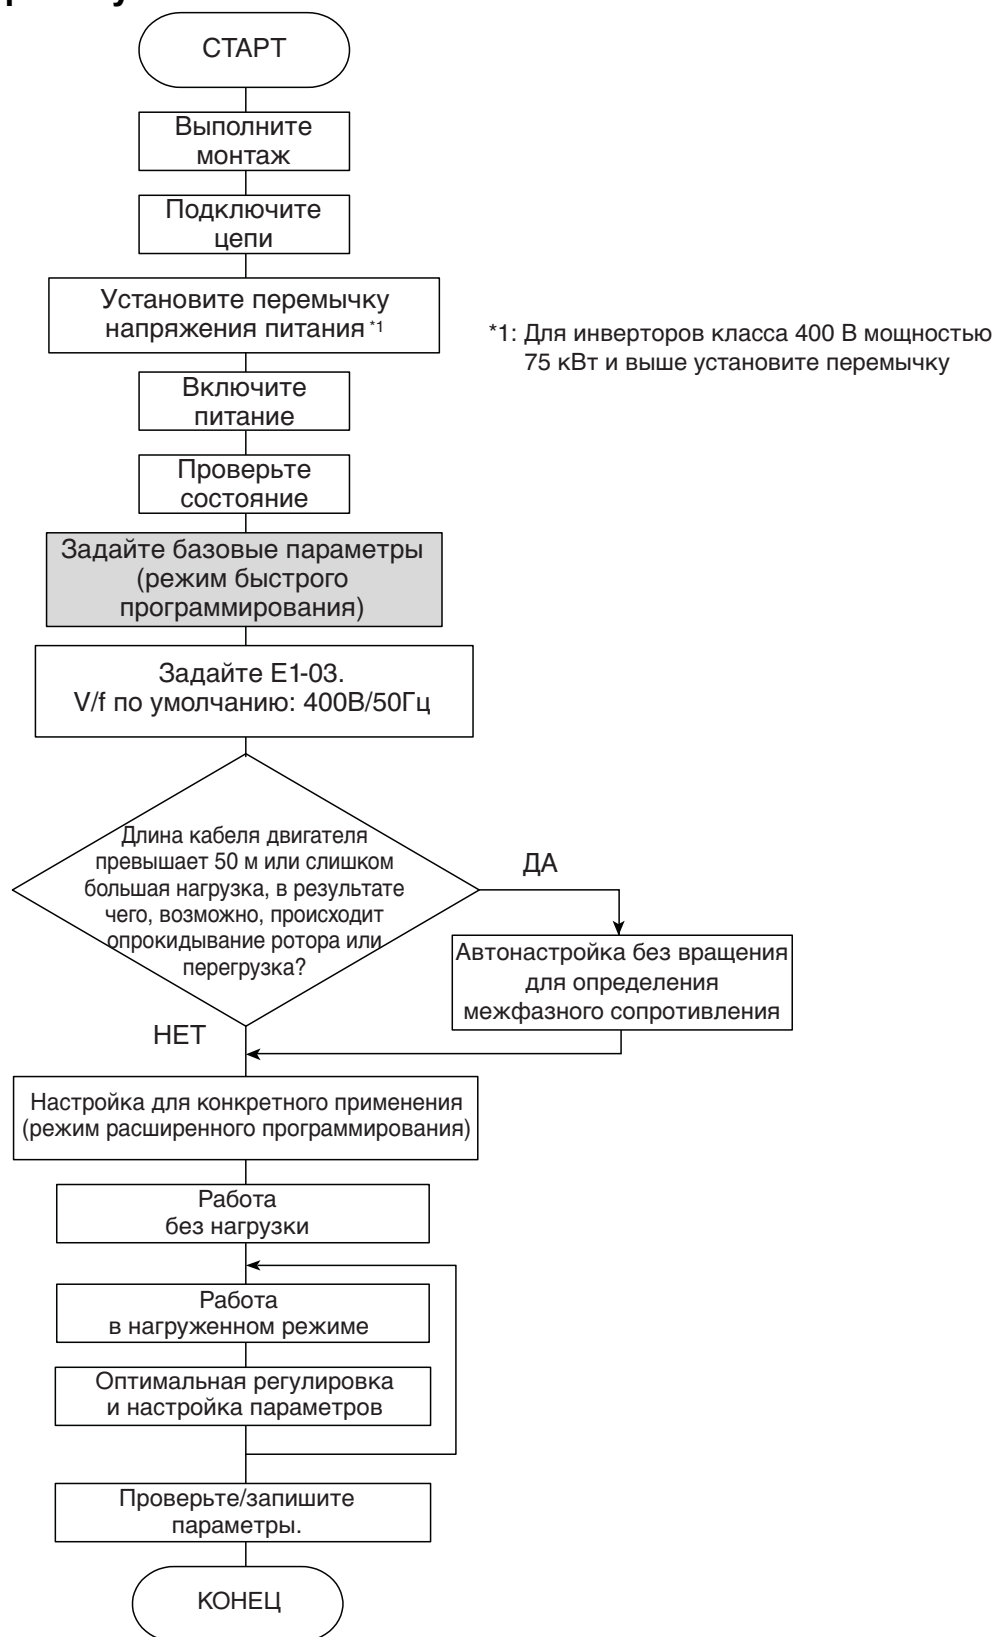 СТАРТ
Выполните
монтаж
Подключите
цепи
Установите перемычку
напряжения питания *1
*1: Для инверторов класса 400 В мощностью
75 кВт и выше установите перемычку
Включите
питание
Проверьте
состояние
Задайте базовые параметры
(режим быстрого
программирования)
Задайте E1-03.
V/f по умолчанию: 400В/50Гц
Длина кабеля двигателя
превышает 50 м или слишком
большая нагрузка, в результате
чего, возможно, происходит
опрокидывание ротора или
перегрузка?
ДА
Автонастройка без вращения
для определения
межфазного сопротивления
НЕТ
Настройка для конкретного применения
(режим расширенного программирования)
Работа
без нагрузки
Работа
в нагруженном режиме
Оптимальная регулировка
и настройка параметров
Проверьте/запишите
параметры.
КОНЕЦ